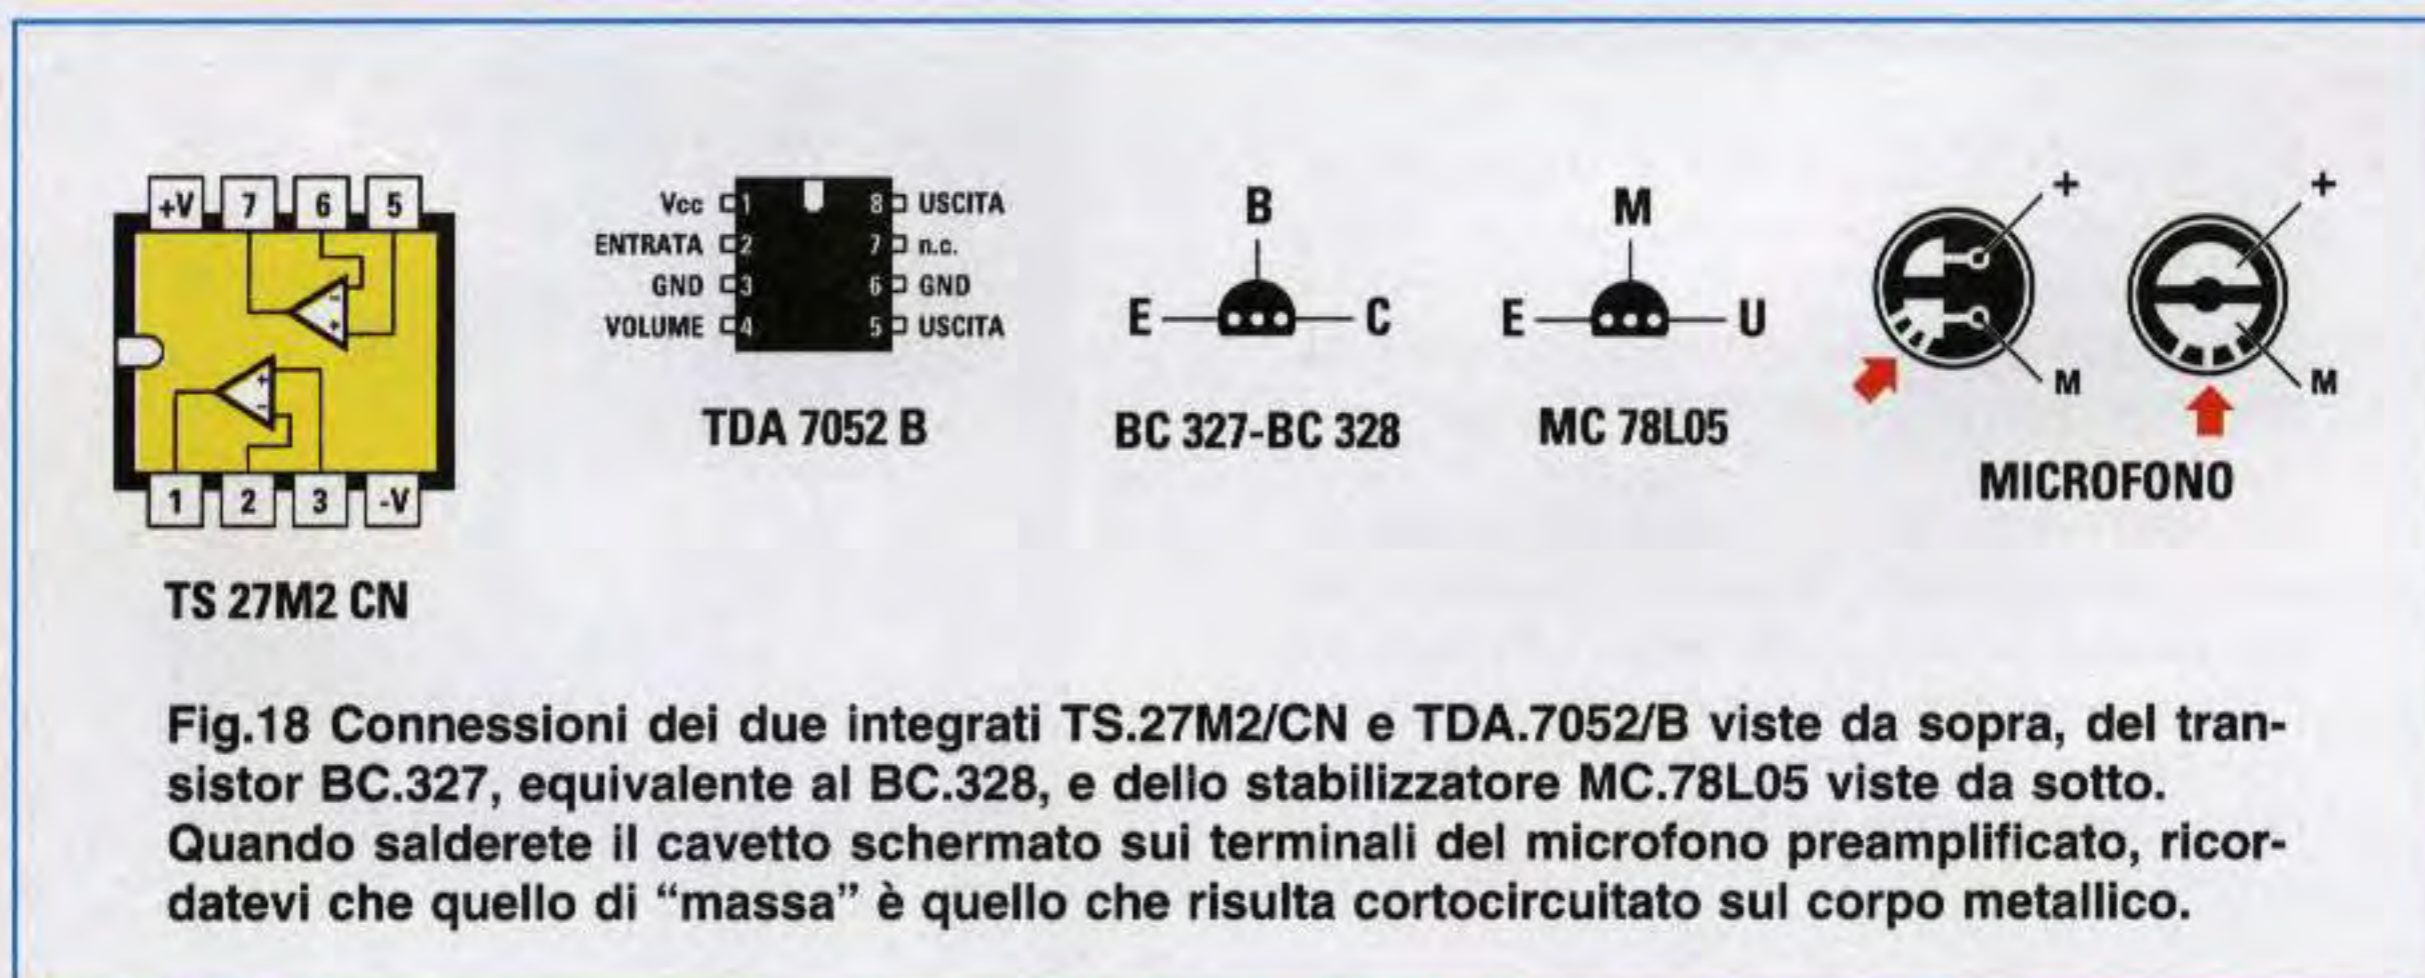 +V 7 6 5
- +
+ -
1 2 3 -V
TS 27M2 CN
Vcc 1 8 USCITA
ENTRATA 2 7 n.c.
GND 3 6 GND
VOLUME 4 5 USCITA
TDA 7052 B
B
E C
BC 327-BC 328
M
E U
MC 78L05
+ +
M M
MICROFONO
Fig.18 Connessioni dei due integrati TS.27M2/CN e TDA.7052/B viste da sopra, del tran-
sistor BC.327, equivalente al BC.328, e dello stabilizzatore MC.78L05 viste da sotto.
Quando salderete il cavetto schermato sui terminali del microfono preamplificato, ricor-
datevi che quello di “massa” è quello che risulta cortocircuitato sul corpo metallico.